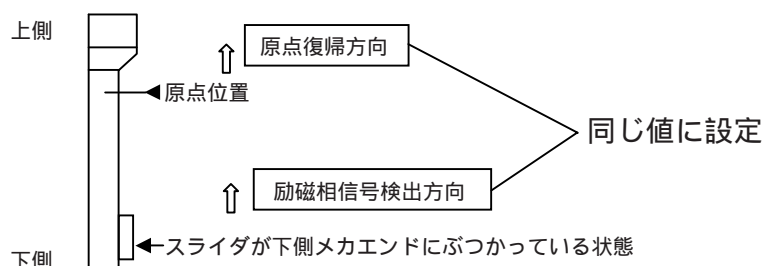 上側
原点復帰方向
原点位置
同じ値に設定
励磁相信号検出方向
スライダが下側メカエンドにぶつかっている状態
下側